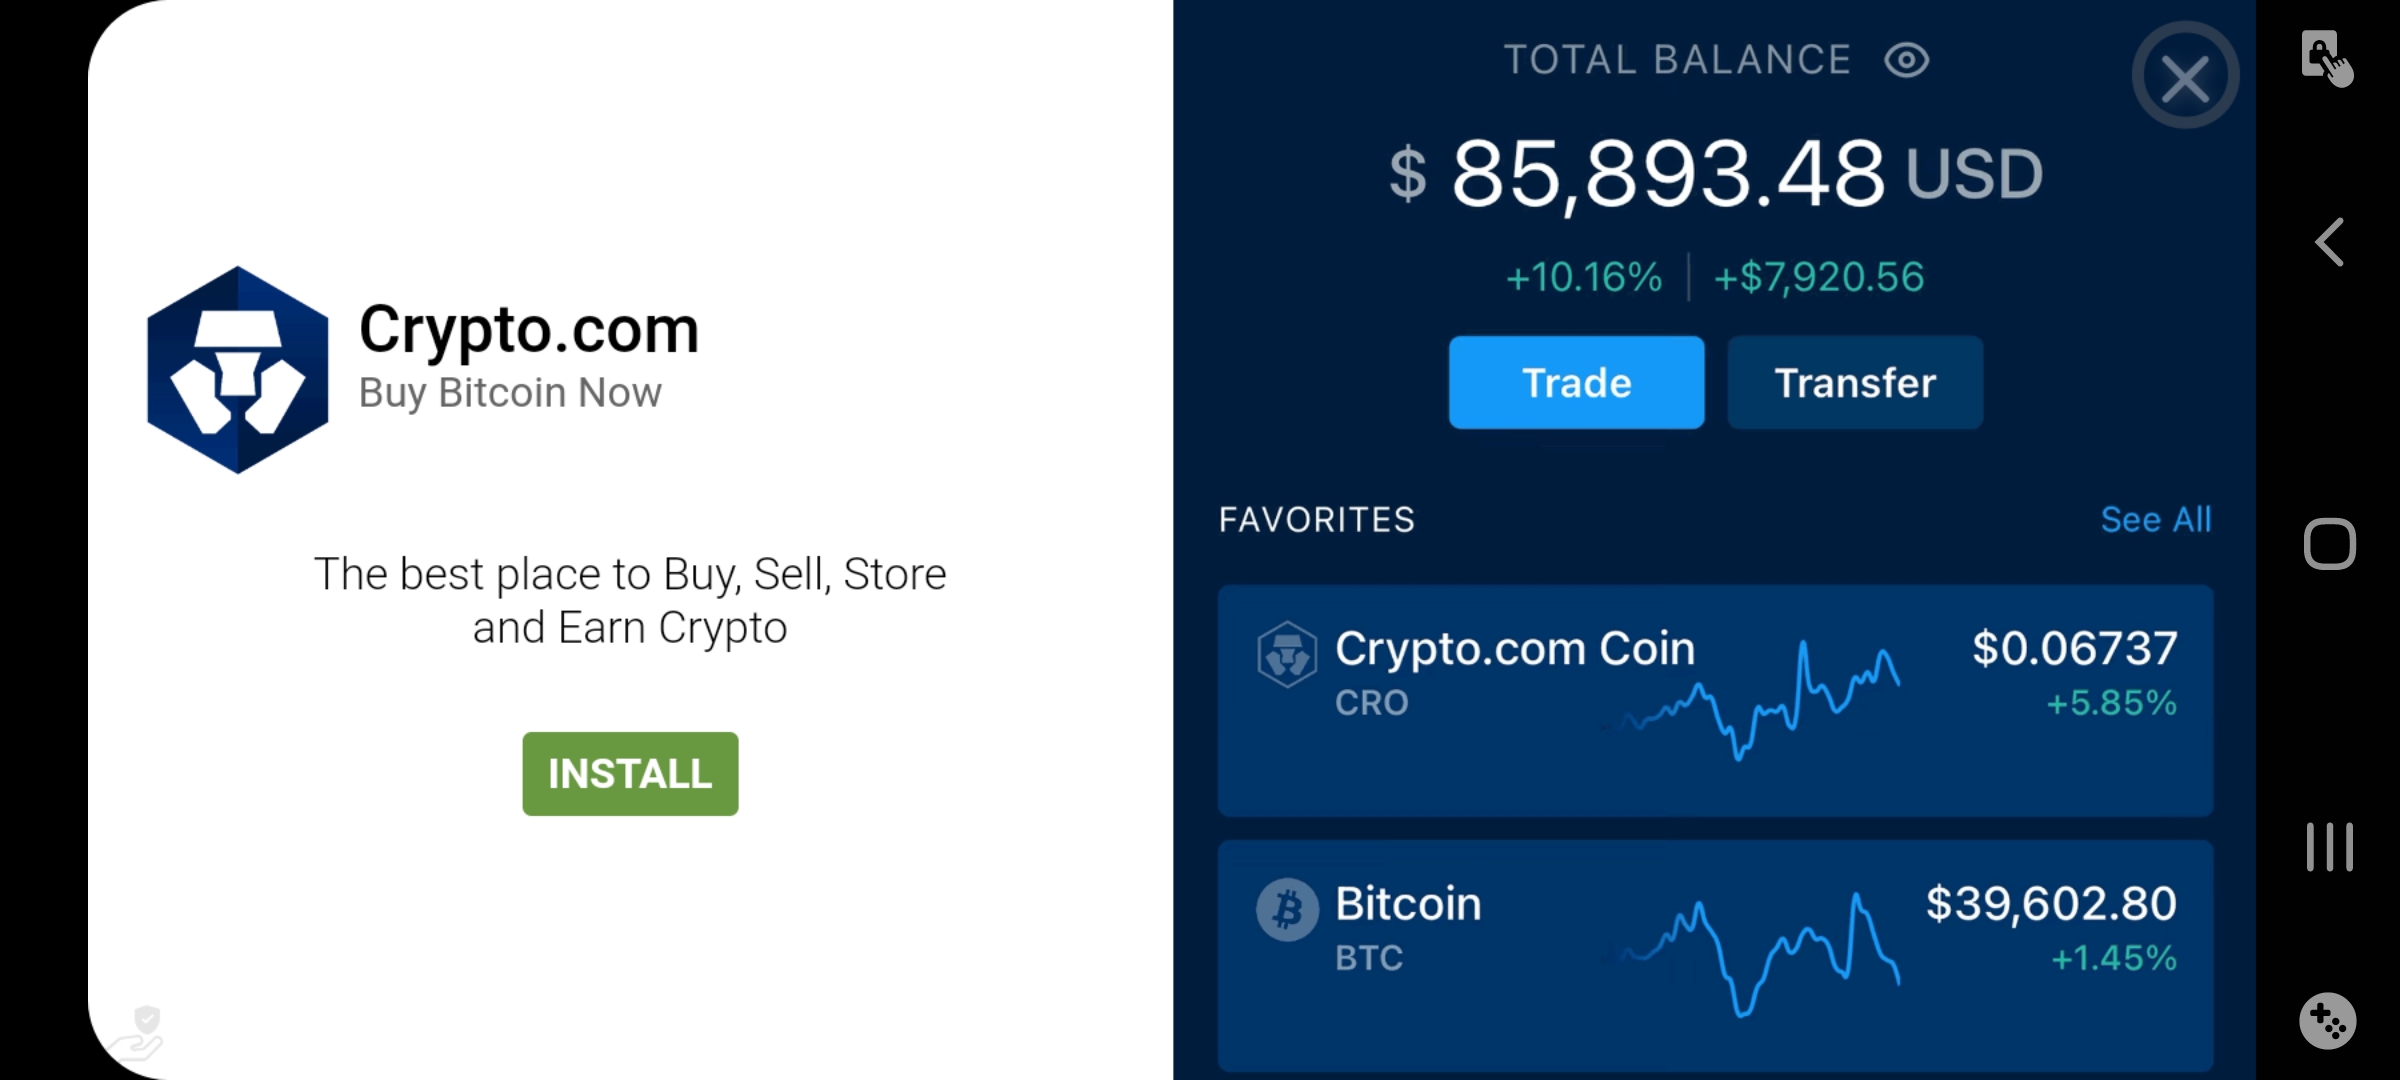 Crypto.com
Buy Bitcoin Now
The best place to Buy, Sell, Store
and Earn Crypto
INSTALL
TOTAL BALANCE
$ 85,893.48 USD
+10.16% +$7,920.56
Trade Transfer
FAVORITES See All
Crypto.com Coin $0.06737
CRO +5.85%
Bitcoin $39,602.80
BTC +1.45%